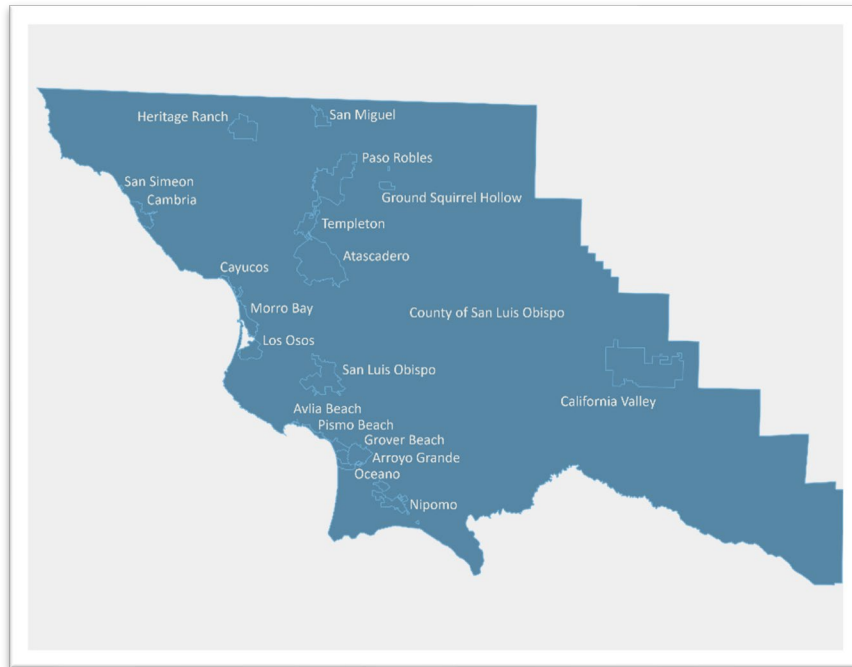 Heritage Ranch
San Miguel
Paso Robles
San Simeon
Ground Squirrel Hollow
Cambria
Templeton
Atascadero
Cayucos
Morro Bay
County of San Luis Obispo
Los Osos
San Luis Obispo
California Valley
Avlia Beach
Pismo Beach
Grover Beach
Arroyo Grande
Oceano
Nipomo